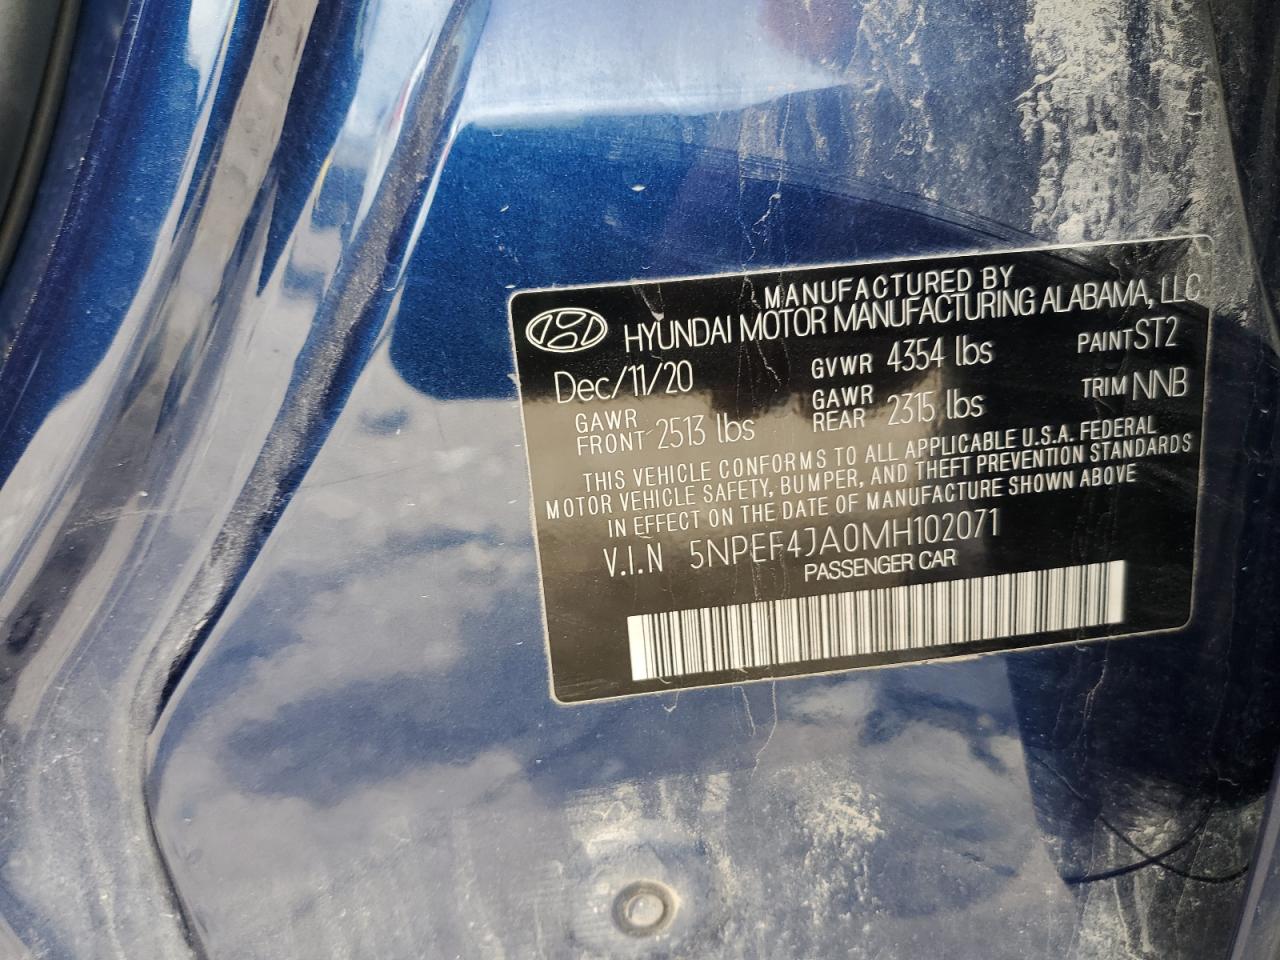 MANUFACTURED BY
HYUNDAI MOTOR MANUFACTURING ALABAMA, LLC
Dec/11/20 GVWR 4354 lbs PAINT ST2
GAWR FRONT 2513 lbs GAWR REAR 2315 lbs TRIM NNB
THIS VEHICLE CONFORMS TO ALL APPLICABLE U.S.A. FEDERAL
MOTOR VEHICLE SAFETY, BUMPER, AND THEFT PREVENTION STANDARDS
IN EFFECT ON THE DATE OF MANUFACTURE SHOWN ABOVE
V.I.N 5NPEF4JA0MH102071
PASSENGER CAR